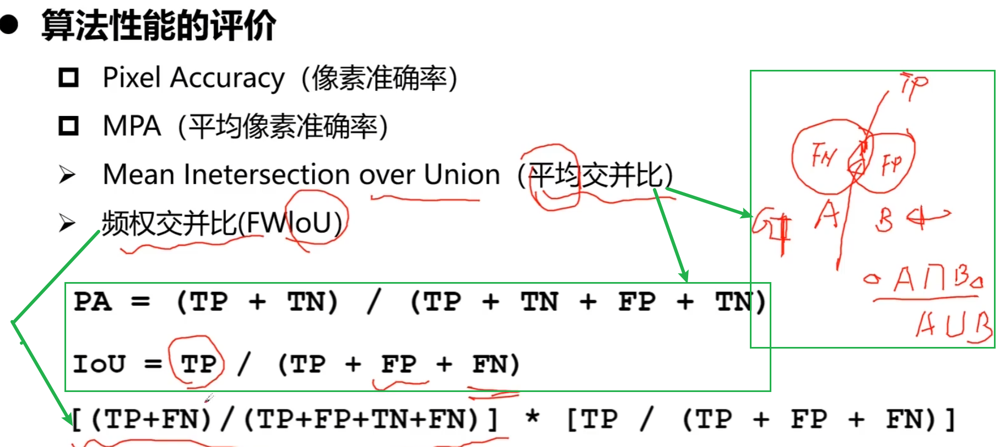 算法性能的评价
Pixel Accuracy（像素准确率）
MPA（平均像素准确率）
Mean Inetersection over Union（平均交并比）
频权交并比(FWIoU)
PA = (TP + TN) / (TP + TN + FP + TN)
IoU = TP / (TP + FP + FN)
[(TP+FN)/(TP+FP+TN+FN)] * [TP / (TP + FP + FN)]
TP
FN
FP
GT
A
B
A∩B
A∪B